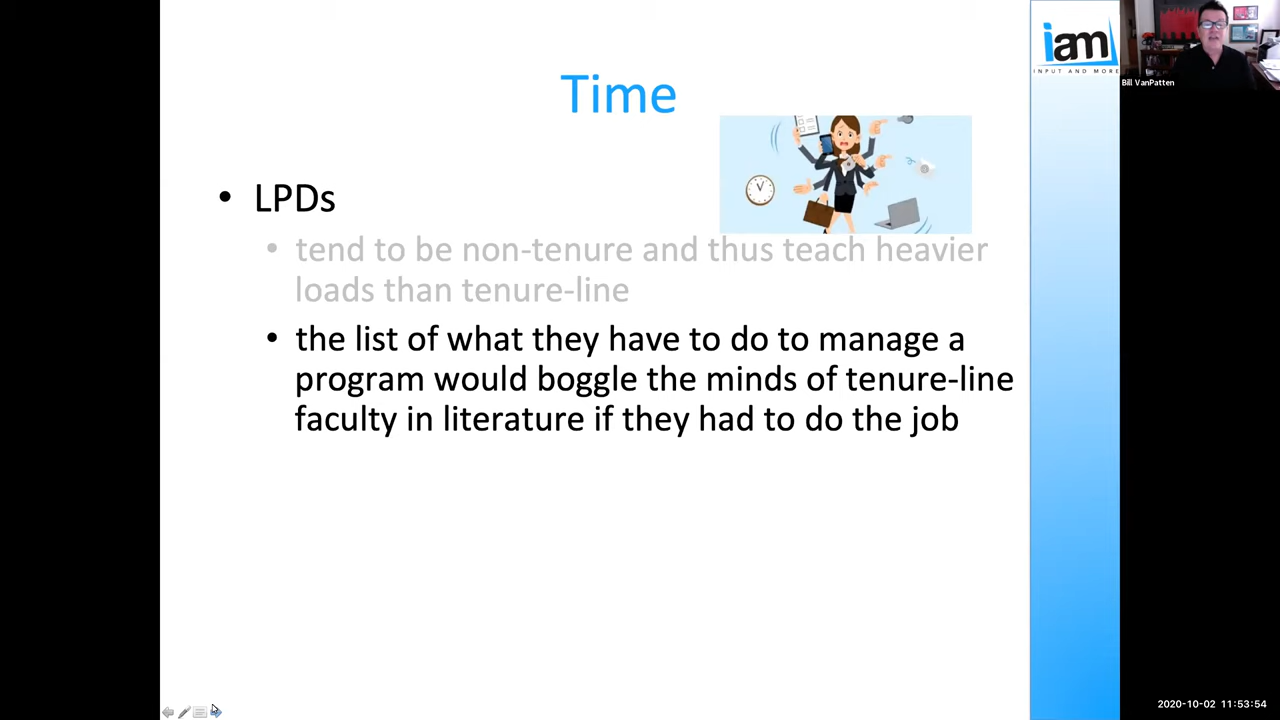 Time
• LPDs
• tend to be non-tenure and thus teach heavier
loads than tenure-line
• the list of what they have to do to manage a
program would boggle the minds of tenure-line
faculty in literature if they had to do the job
iam
INPUT AND MORE
Bill VanPatten
2020-10-02 11:53:54